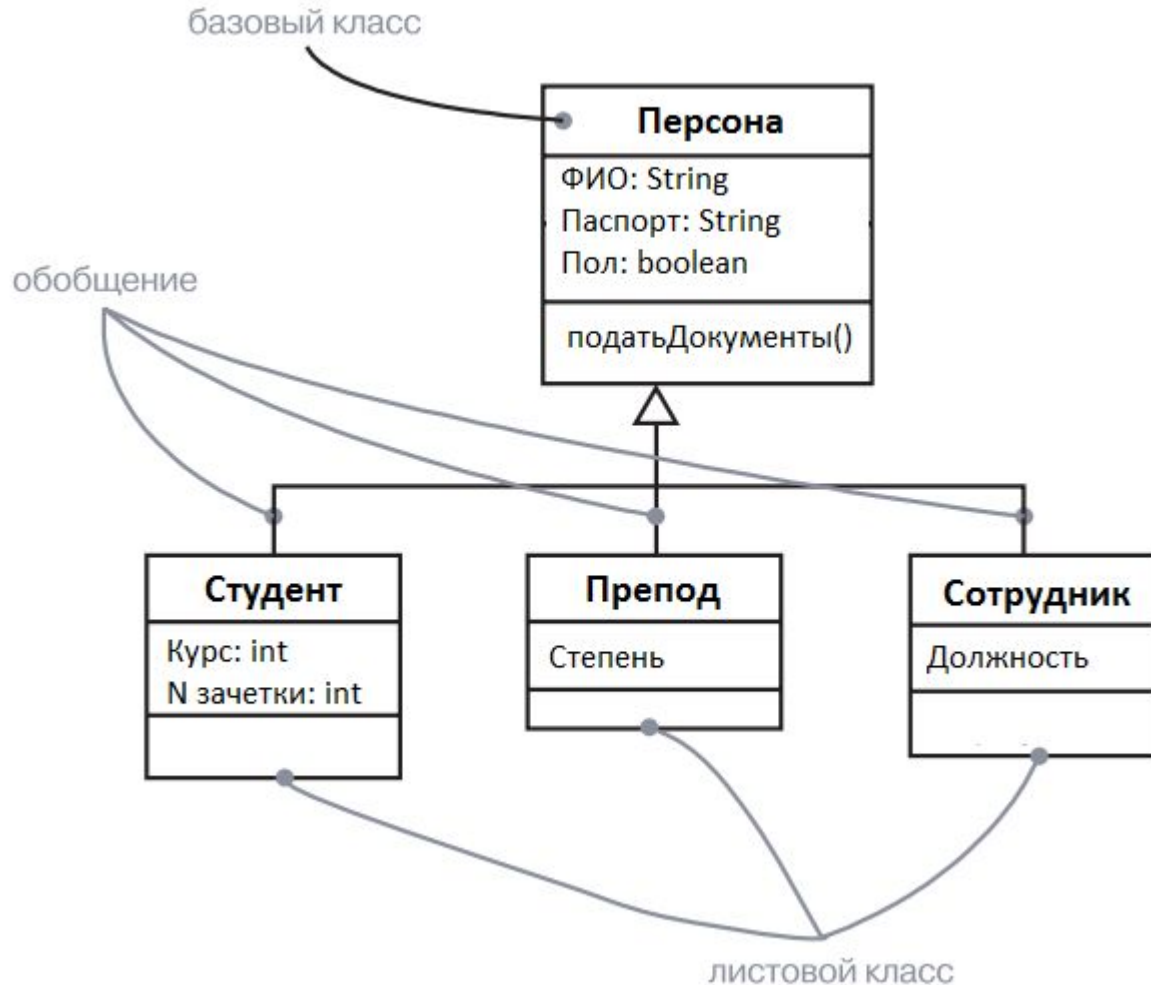 базовый класс
Персона
ФИО: String
Паспорт: String
Пол: boolean
податьДокументы()
обобщение
Студент
Курс: int
N зачетки: int
Препод
Степень
Сотрудник
Должность
листовой класс